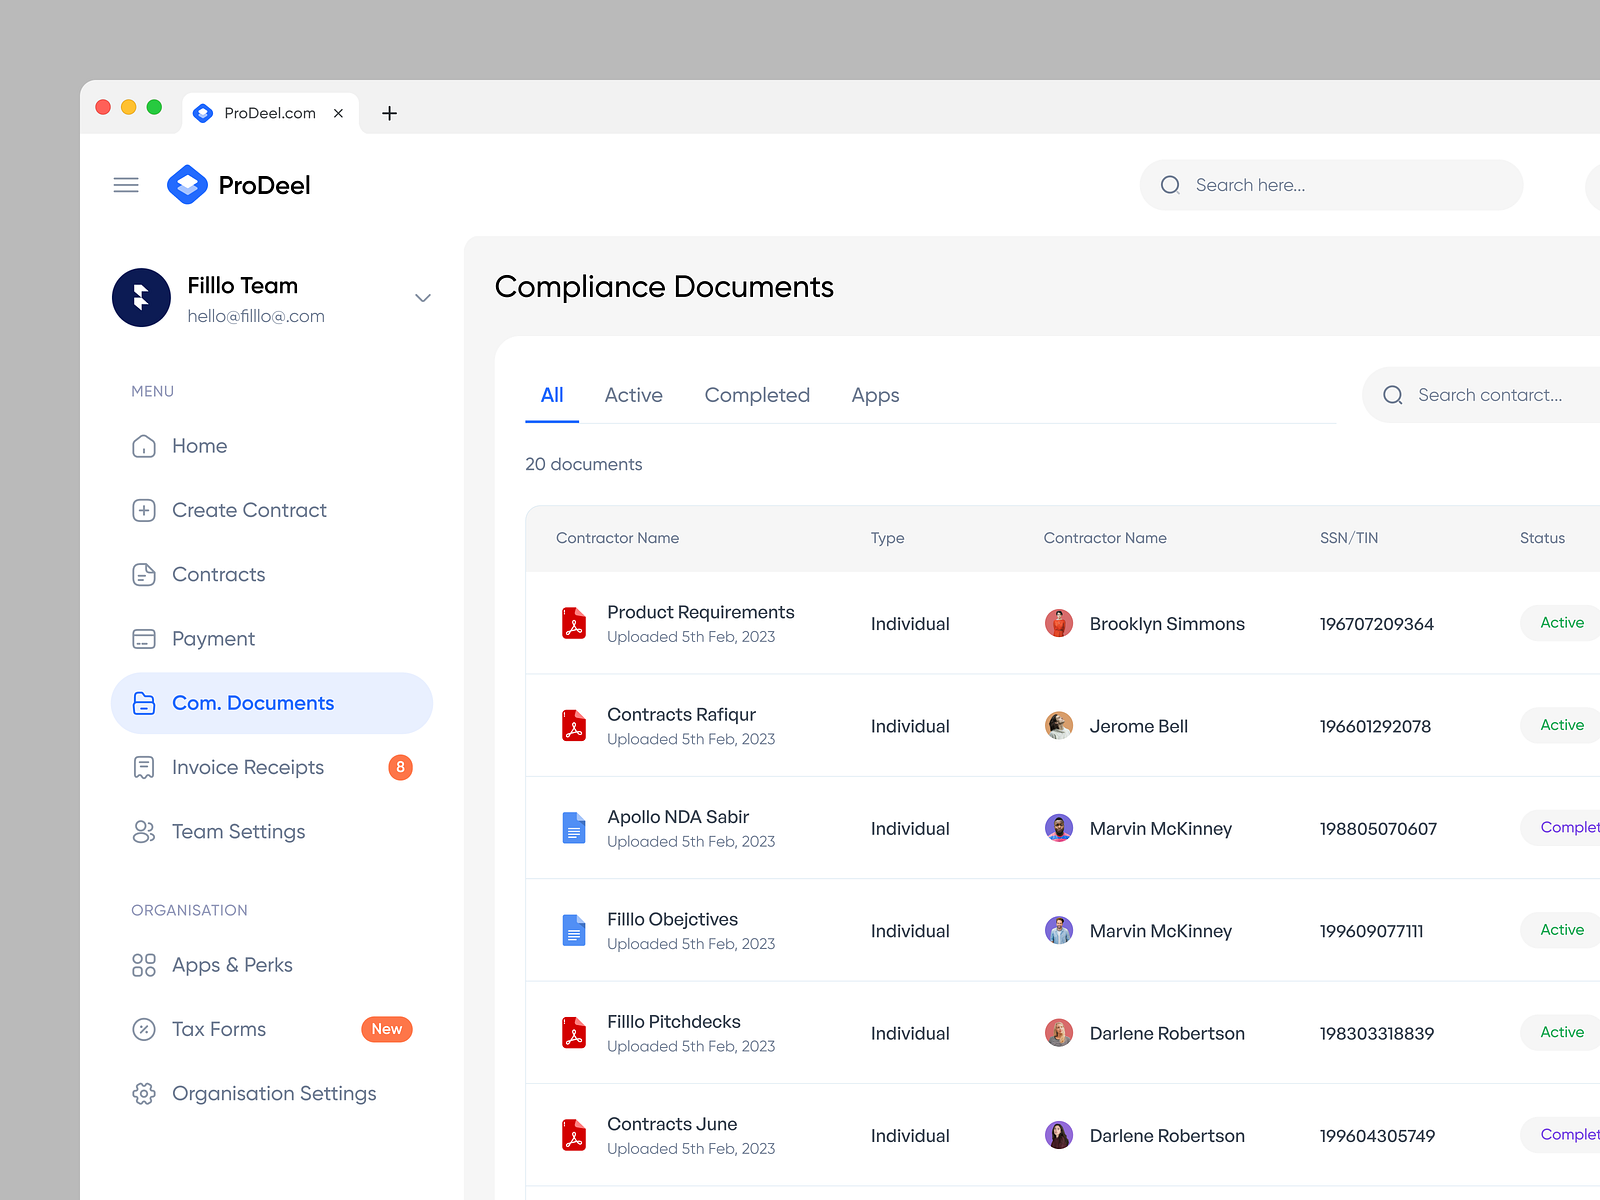 ProDeel.com
ProDeel
Search here...
Filllo Team
hello@filllo@.com
MENU
Home
Create Contract
Contracts
Payment
Com. Documents
Invoice Receipts 8
Team Settings
ORGANISATION
Apps & Perks
Tax Forms New
Organisation Settings
Compliance Documents
All Active Completed Apps
Search contarct...
20 documents
Contractor Name Type Contractor Name SSN/TIN Status
Product Requirements
Uploaded 5th Feb, 2023
Individual Brooklyn Simmons 196707209364 Active
Contracts Rafiqur
Uploaded 5th Feb, 2023
Individual Jerome Bell 196601292078 Active
Apollo NDA Sabir
Uploaded 5th Feb, 2023
Individual Marvin McKinney 198805070607 Complet
Filllo Obejctives
Uploaded 5th Feb, 2023
Individual Marvin McKinney 199609077111 Active
Filllo Pitchdecks
Uploaded 5th Feb, 2023
Individual Darlene Robertson 198303318839 Active
Contracts June
Uploaded 5th Feb, 2023
Individual Darlene Robertson 199604305749 Complet